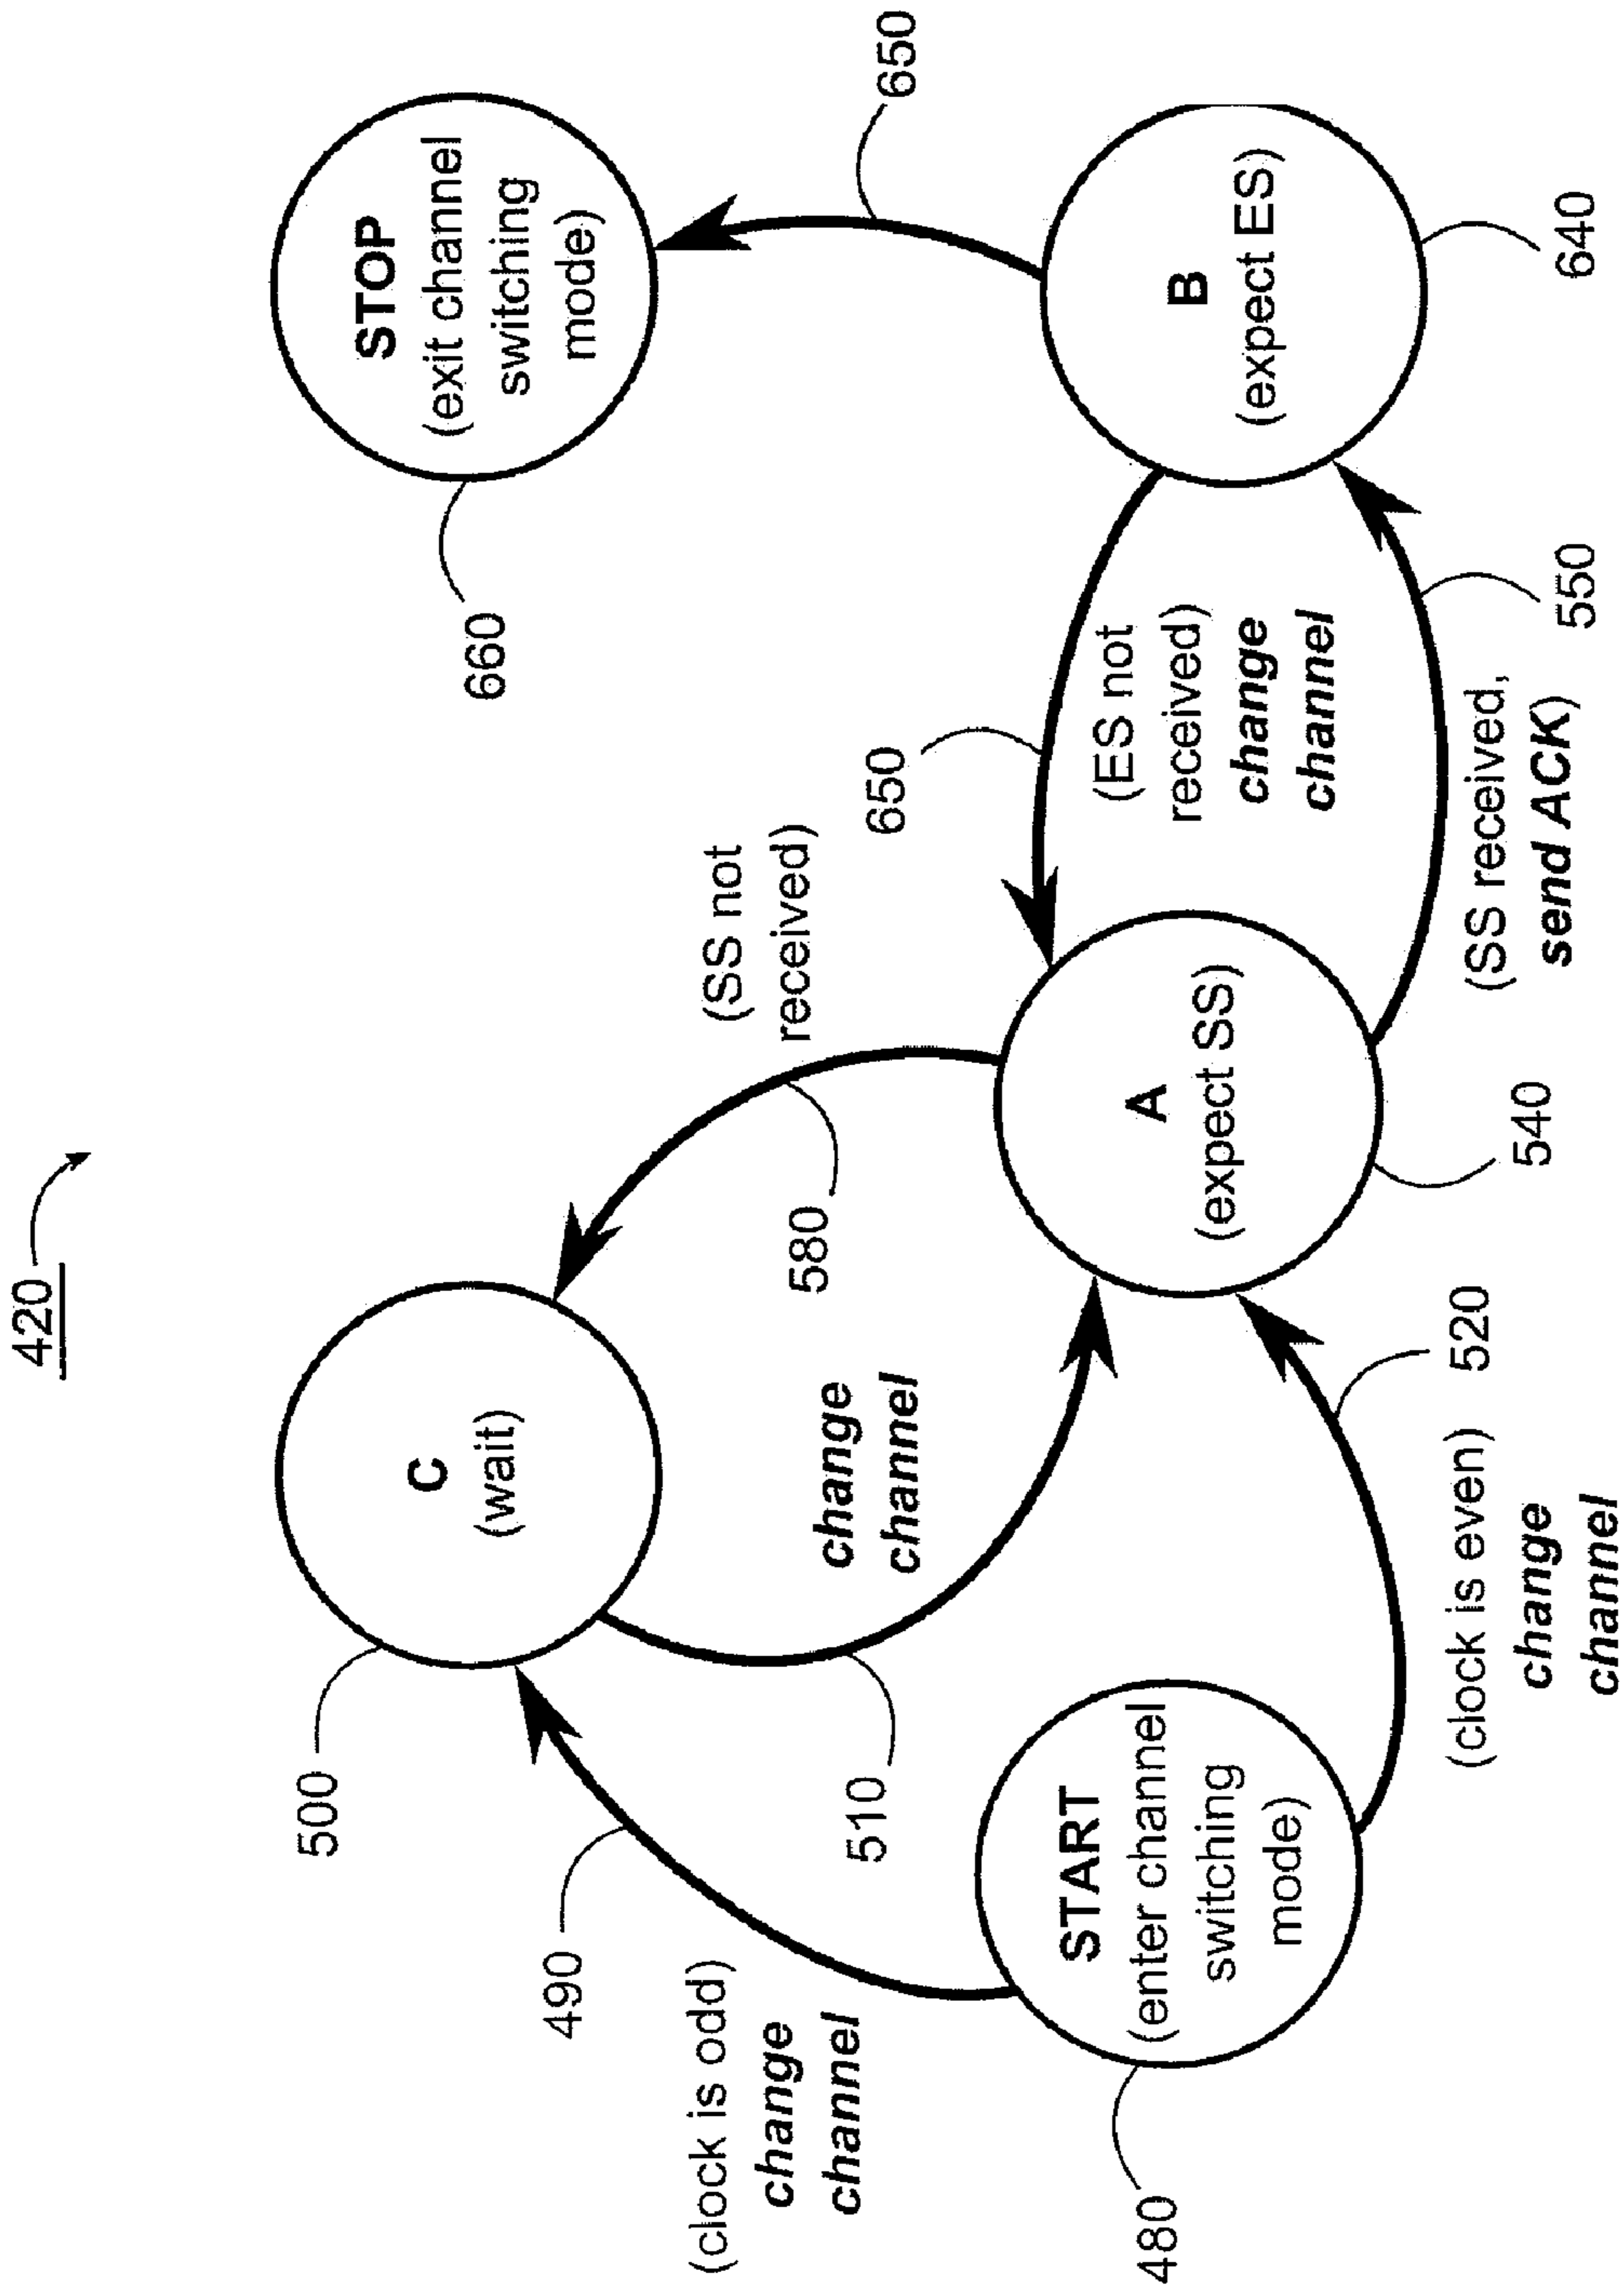 420
500
C
(wait)
490
(clock is odd)
change
channel
510
change
channel
580
(SS not
received)
660
STOP
(exit channel
switching
mode)
650
480
START
(enter channel
switching
mode)
(clock is even)
change
channel
520
A
(expect SS)
540
650
(ES not
received)
change
channel
(SS received,
send ACK)
550
B
(expect ES)
640